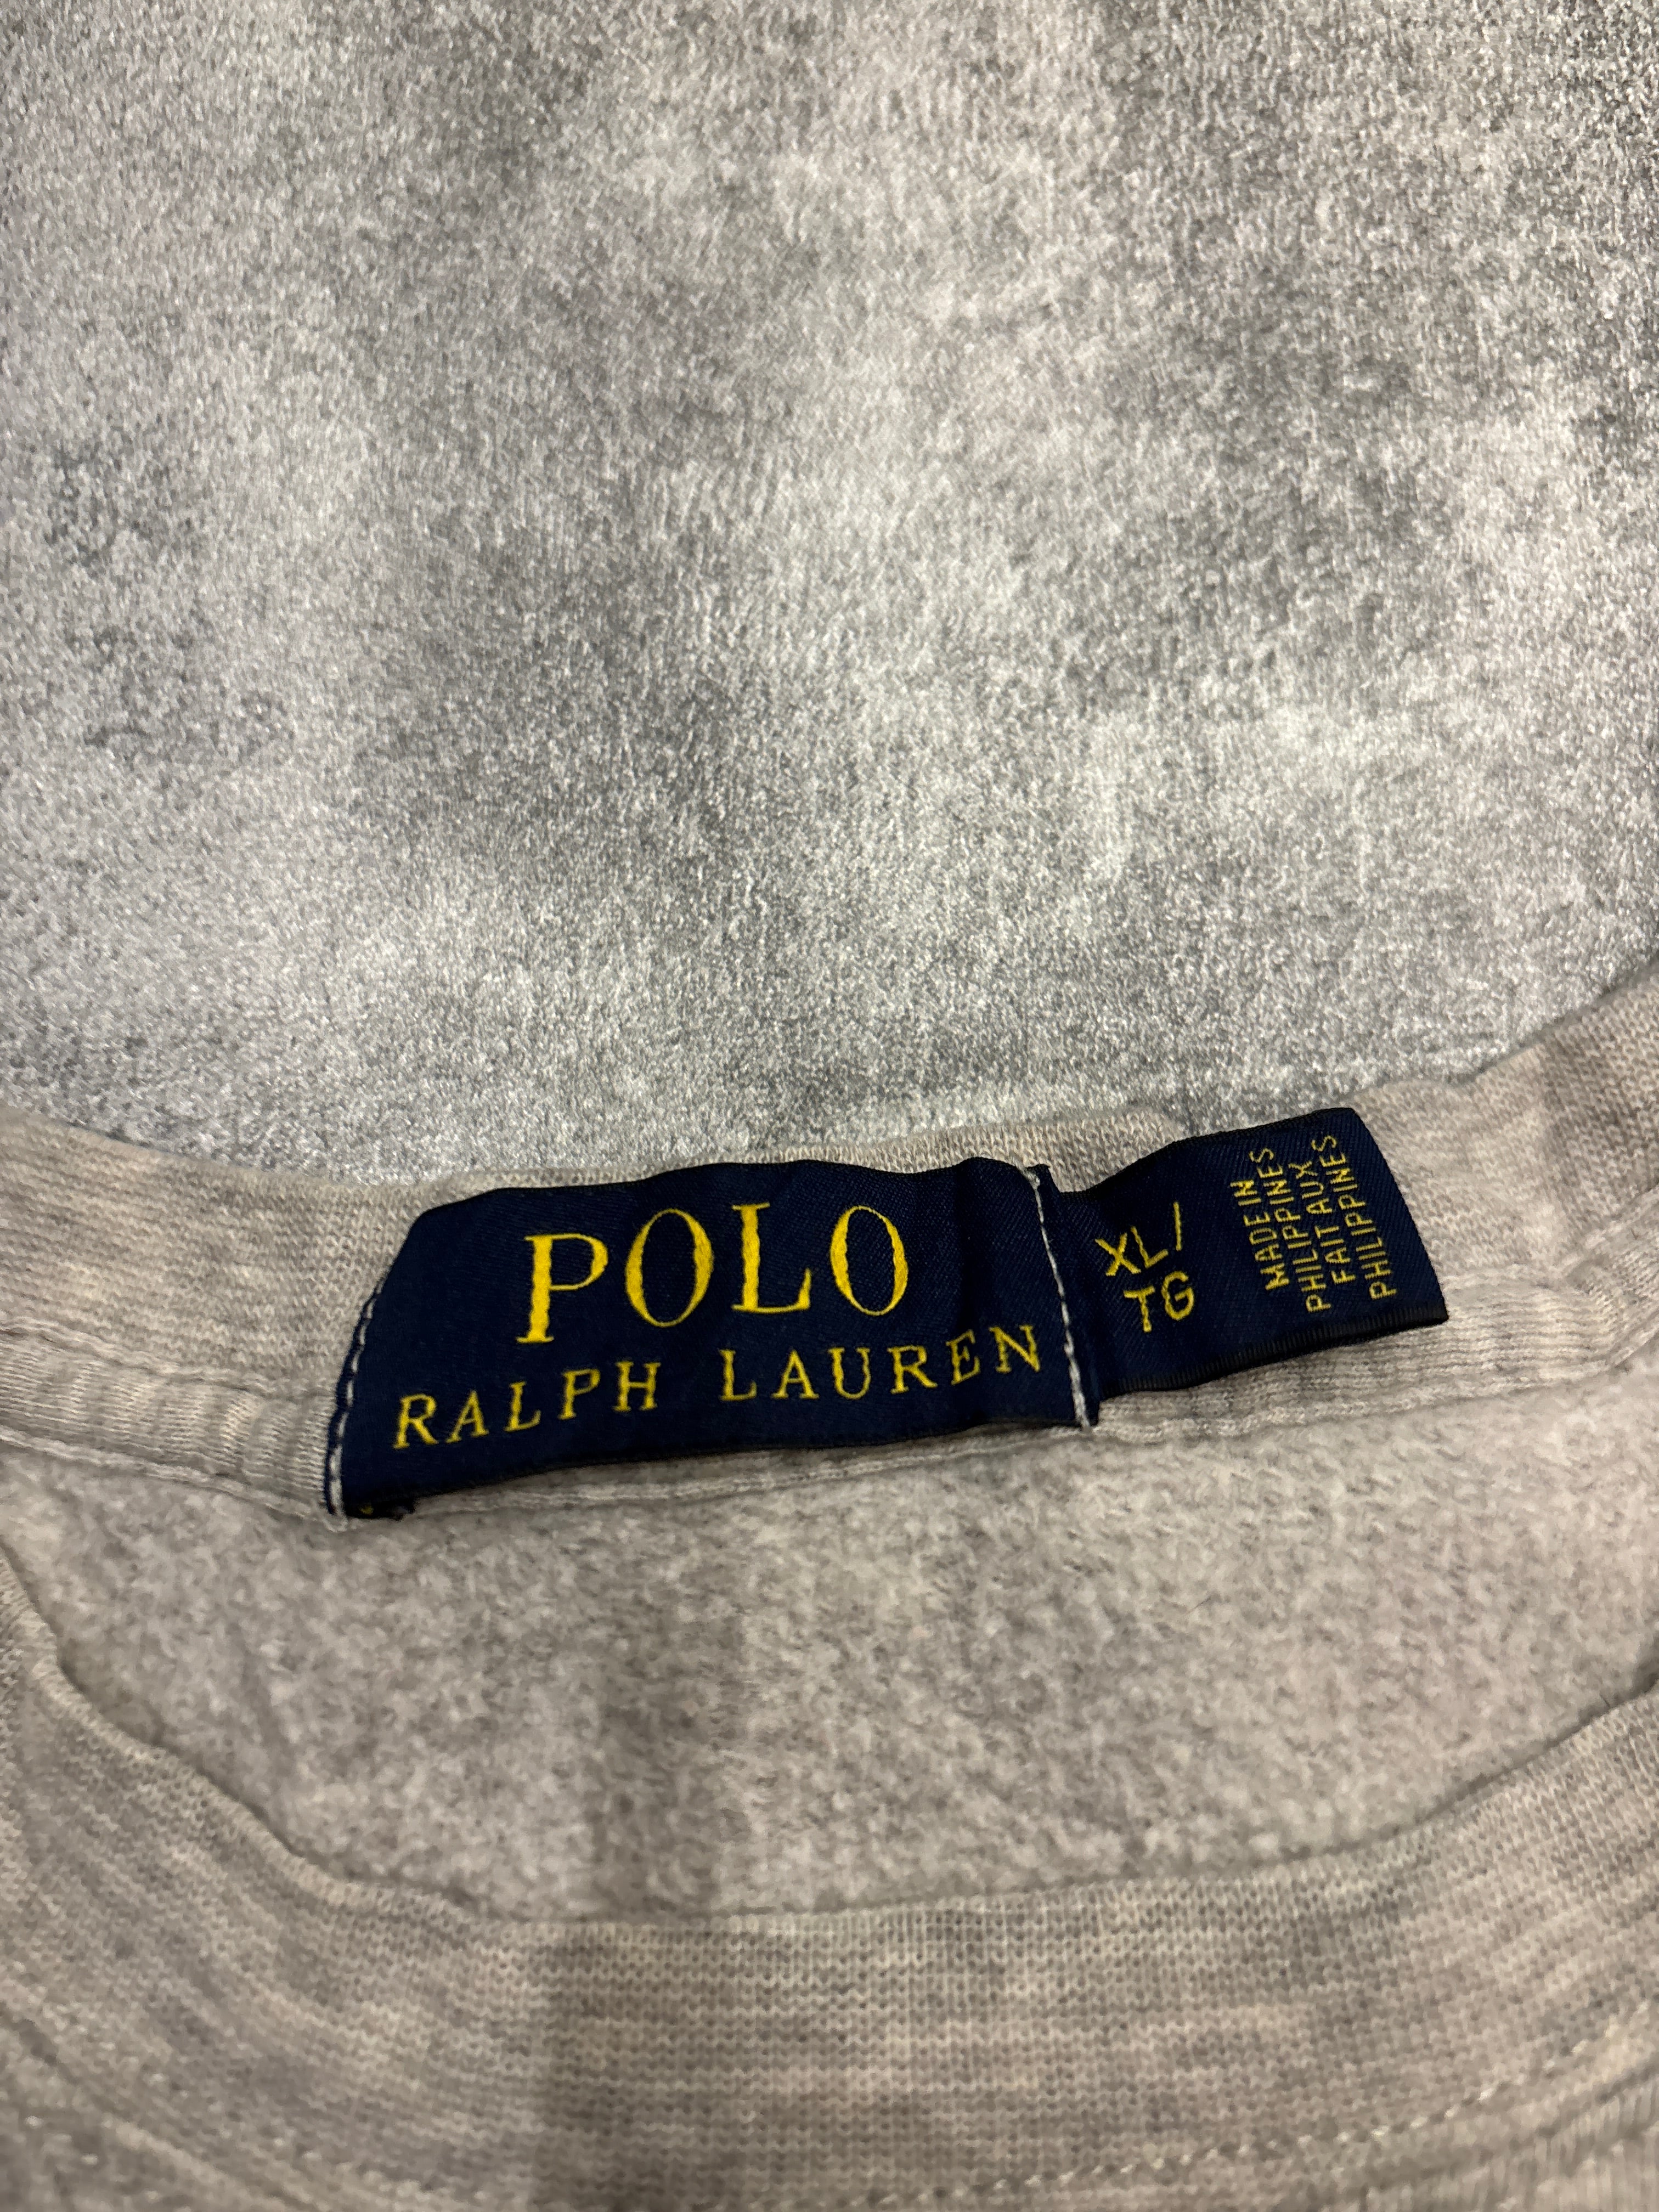 POLO
RALPH LAUREN
XL/
TG
MADE IN
PHILIPPINES
FAIT AUX
PHILIPPINES